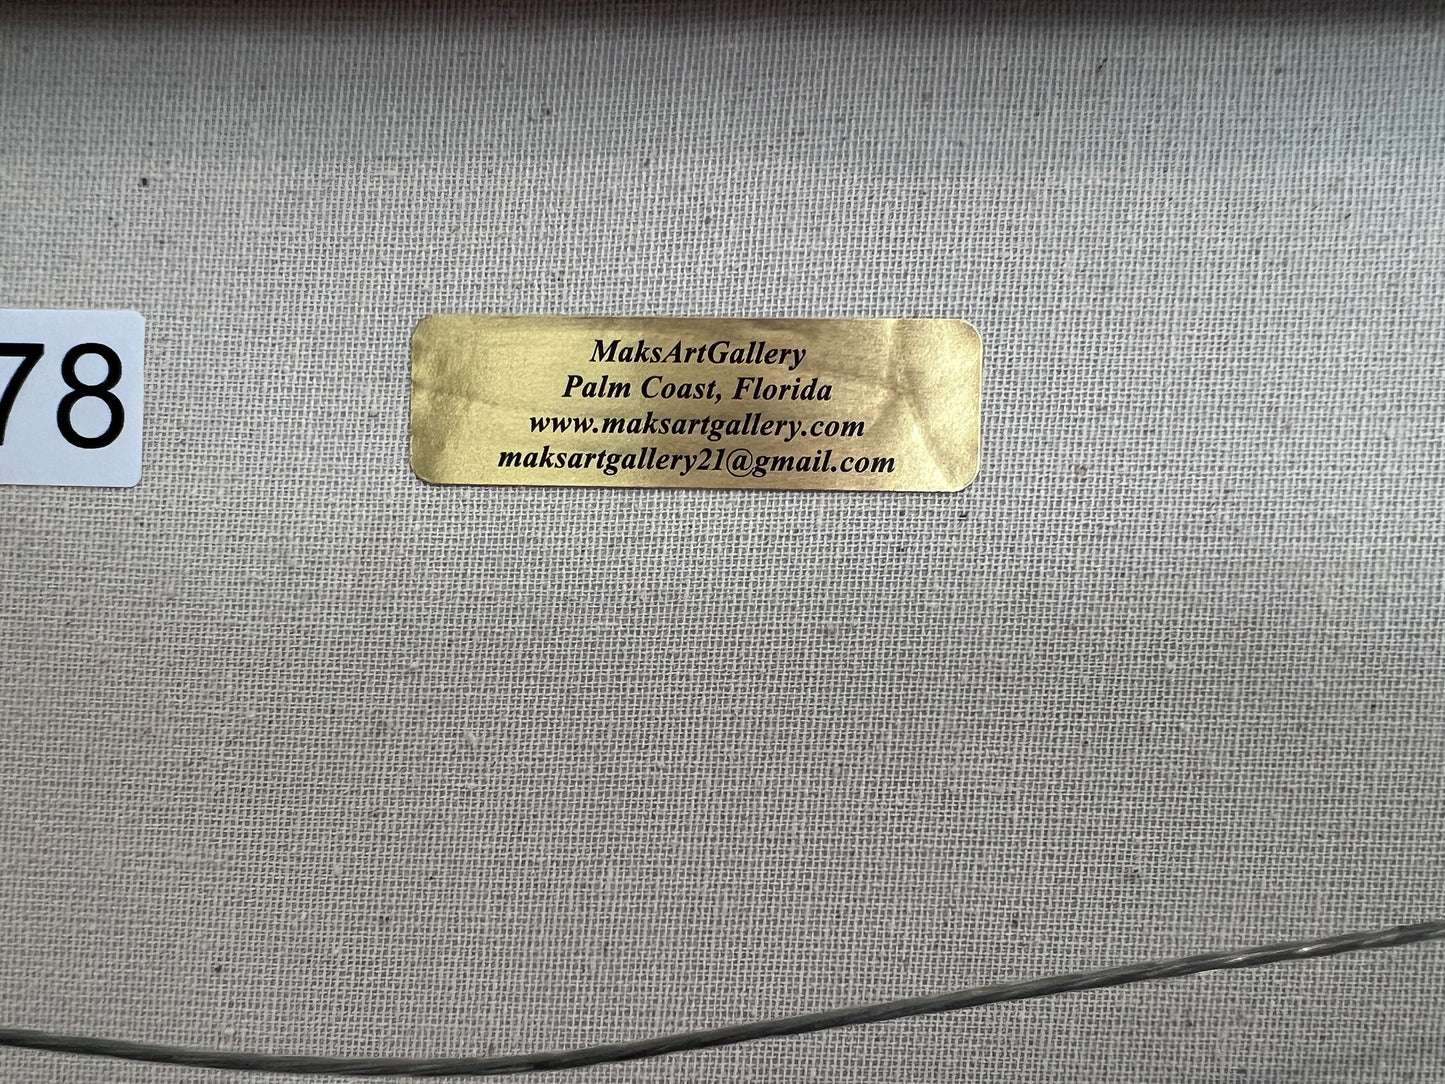 78
MaksArtGallery
Palm Coast, Florida
www.maksartgallery.com
maksartgallery21@gmail.com